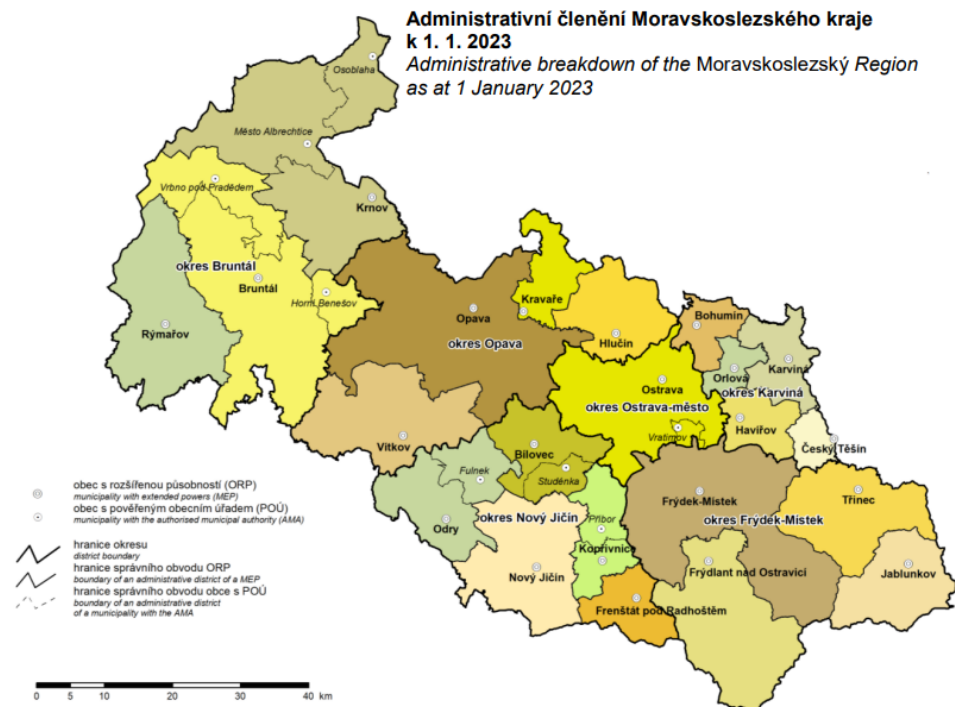 Administrativní členění Moravskoslezského kraje
k 1. 1. 2023
Administrative breakdown of the Moravskoslezský Region
as at 1 January 2023
Osoblaha
Město Albrechtice
Vrbno pod Pradědem
Krnov
okres Bruntál
Bruntál
Horní Benešov
Rýmařov
Kravaře
Opava
okres Opava
Hlučín
Bohumín
Karviná
Orlová
okres Karviná
Ostrava
okres Ostrava-město
Havířov
Vratimov
Český Těšín
Vítkov
Bílovec
Fulnek
Studénka
Odry
okres Nový Jičín
Příbor
Kopřivnice
Nový Jičín
Frýdek-Místek
okres Frýdek-Místek
Třinec
Frýdlant nad Ostravicí
Jablunkov
Frenštát pod Radhoštěm
obec s rozšířenou působností (ORP)
municipality with extended powers (MEP)
obec s pověřeným obecním úřadem (POÚ)
municipality with the authorised municipal authority (AMA)
hranice okresu
district boundary
hranice správního obvodu ORP
boundary of an administrative district of a MEP
hranice správního obvodu obce s POÚ
boundary of an administrative district
of a municipality with the AMA
0 5 10 20 30 40 km